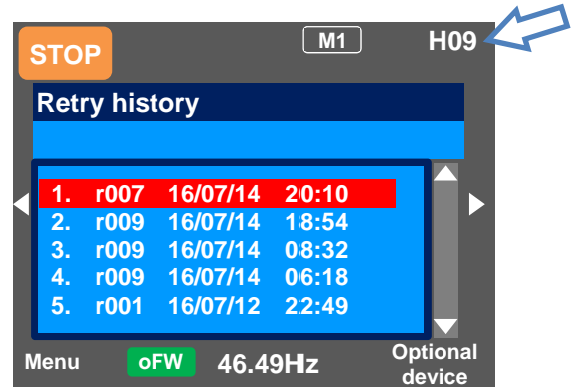 STOP M1 H09
Retry history
1. r007 16/07/14 20:10
2. r009 16/07/14 18:54
3. r009 16/07/14 08:32
4. r009 16/07/14 06:18
5. r001 16/07/12 22:49
Menu oFW 46.49Hz Optional device